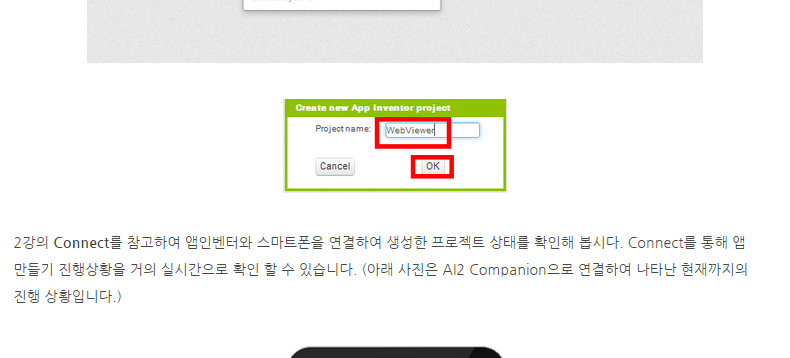 Create new App Inventor project
Project name: WebViewer
Cancel OK
2강의 Connect를 참고하여 앱인벤터와 스마트폰을 연결하여 생성한 프로젝트 상태를 확인해 봅시다. Connect를 통해 앱
만들기 진행상황을 거의 실시간으로 확인 할 수 있습니다. (아래 사진은 AI2 Companion으로 연결하여 나타난 현재까지의
진행 상황입니다.)